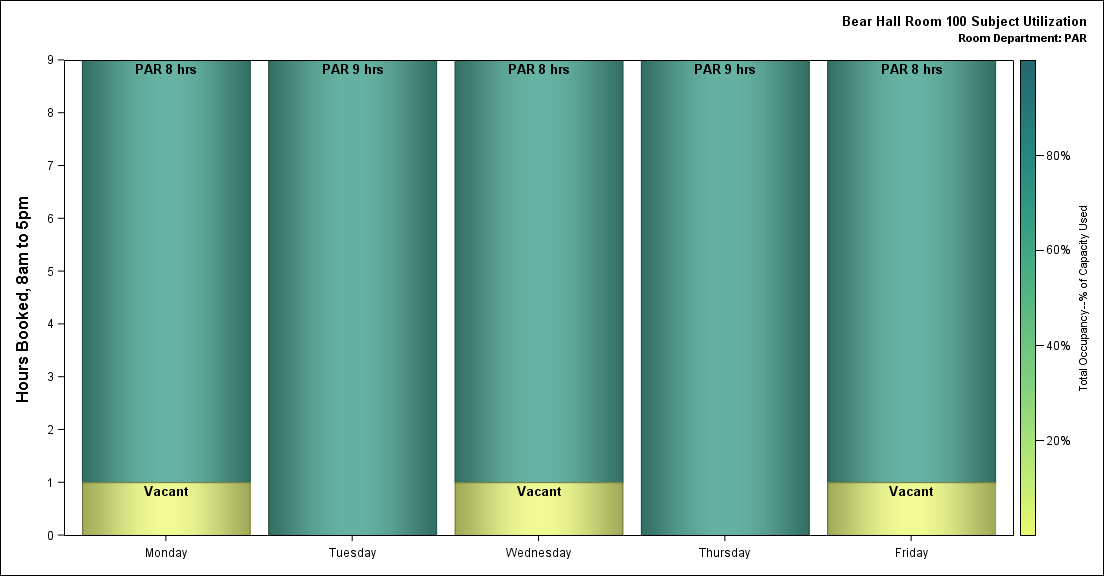 Bear Hall Room 100 Subject Utilization
Room Department: PAR
Hours Booked, 8am to 5pm
9
8
7
6
5
4
3
2
1
0
PAR 8 hrs
PAR 9 hrs
PAR 8 hrs
PAR 9 hrs
PAR 8 hrs
Vacant
Vacant
Vacant
Monday
Tuesday
Wednesday
Thursday
Friday
80%
60%
40%
20%
Total Occupancy--% of Capacity Used